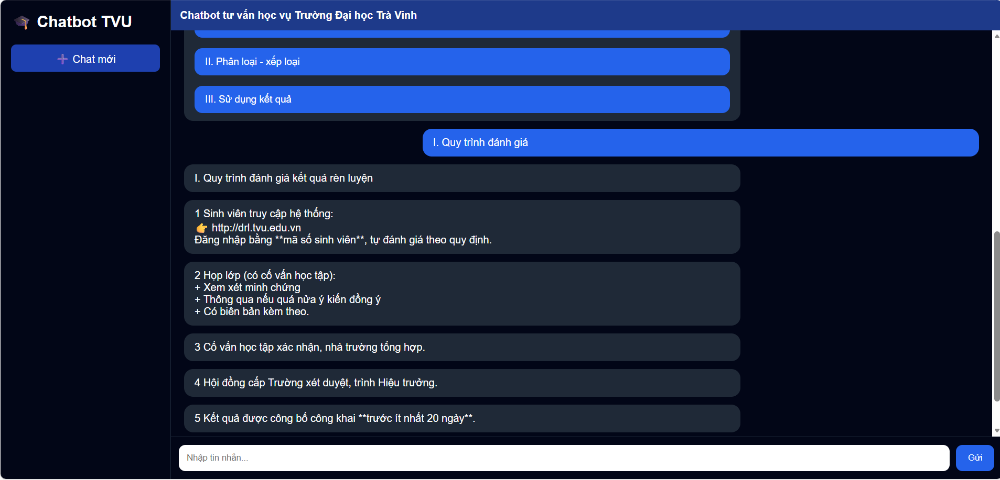 Chatbot TVU
Chat mới
Chatbot tư vấn học vụ Trường Đại học Trà Vinh
II. Phân loại - xếp loại
III. Sử dụng kết quả
I. Quy trình đánh giá
I. Quy trình đánh giá kết quả rèn luyện
1 Sinh viên truy cập hệ thống:
👉 http://drl.tvu.edu.vn
Đăng nhập bằng **mã số sinh viên**, tự đánh giá theo quy định.
2 Họp lớp (có cố vấn học tập):
+ Xem xét minh chứng
+ Thông qua nếu quá nửa ý kiến đồng ý
+ Có biên bản kèm theo.
3 Cố vấn học tập xác nhận, nhà trường tổng hợp.
4 Hội đồng cấp Trường xét duyệt, trình Hiệu trưởng.
5 Kết quả được công bố công khai **trước ít nhất 20 ngày**.
Nhập tin nhắn...
Gửi